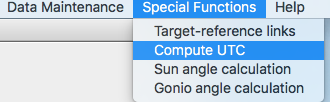 Data Maintenance Special Functions Help
Target-reference links
Compute UTC
Sun angle calculation
Gonio angle calculation